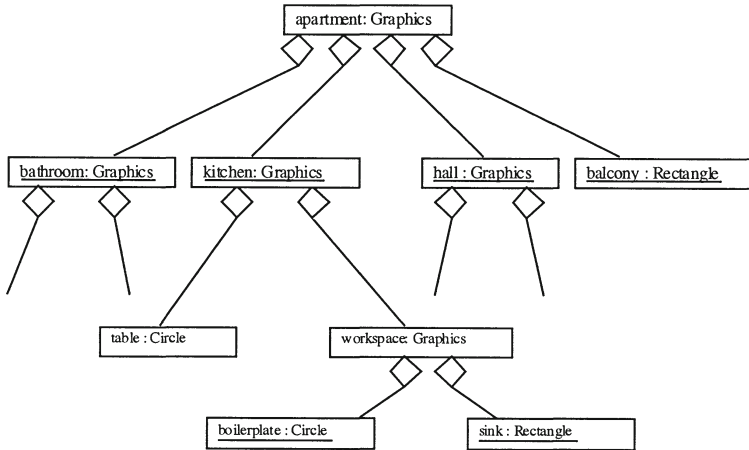 apartment: Graphics
bathroom: Graphics
kitchen: Graphics
hall : Graphics
balcony : Rectangle
table : Circle
workspace: Graphics
boilerplate : Circle
sink : Rectangle